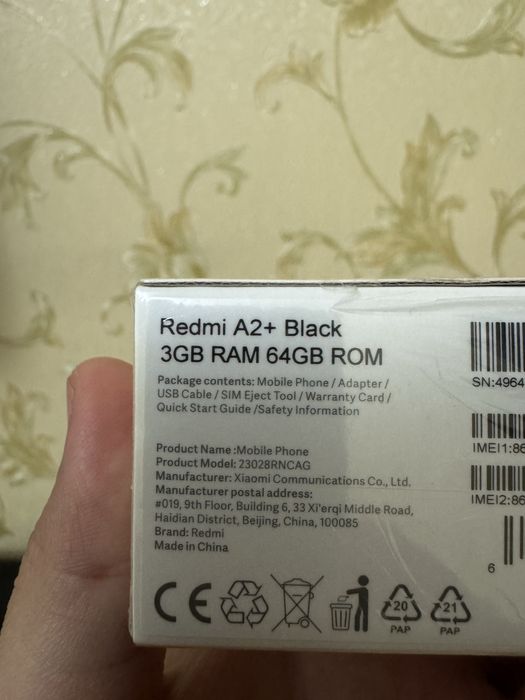 Redmi A2+ Black
3GB RAM 64GB ROM
Package contents: Mobile Phone / Adapter /
USB Cable / SIM Eject Tool / Warranty Card /
Quick Start Guide /Safety Information
Product Name :Mobile Phone
Product Model: 23028RNCAG
Manufacturer: Xiaomi Communications Co., Ltd.
Manufacturer postal address:
#019, 9th Floor, Building 6, 33 Xi'erqi Middle Road,
Haidian District, Beijing, China, 100085
Brand: Redmi
Made in China
SN:4964
IMEI1:86
IMEI2:86
6
CE
20
PAP
21
PAP